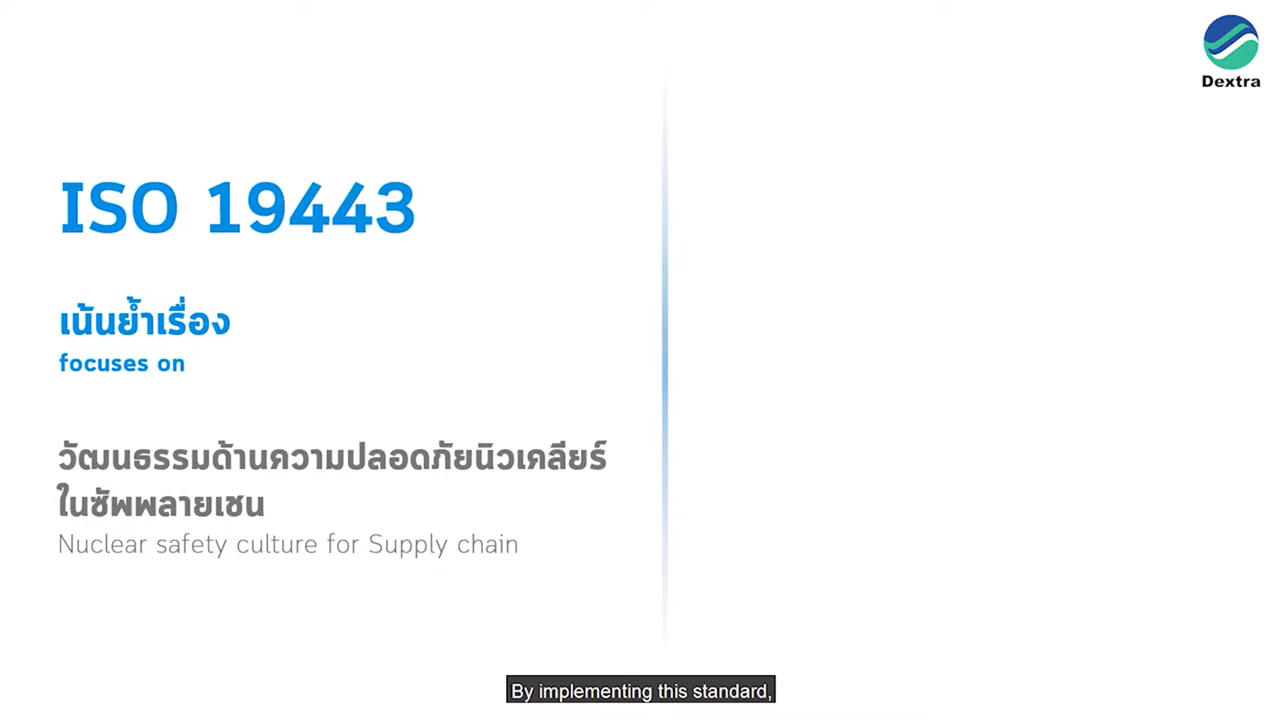 Dextra
ISO 19443
เน้นย้ำเรื่อง
focuses on
วัฒนธรรมด้านความปลอดภัยนิวเคลียร์
ในซัพพลายเชน
Nuclear safety culture for Supply chain
By implementing this standard,